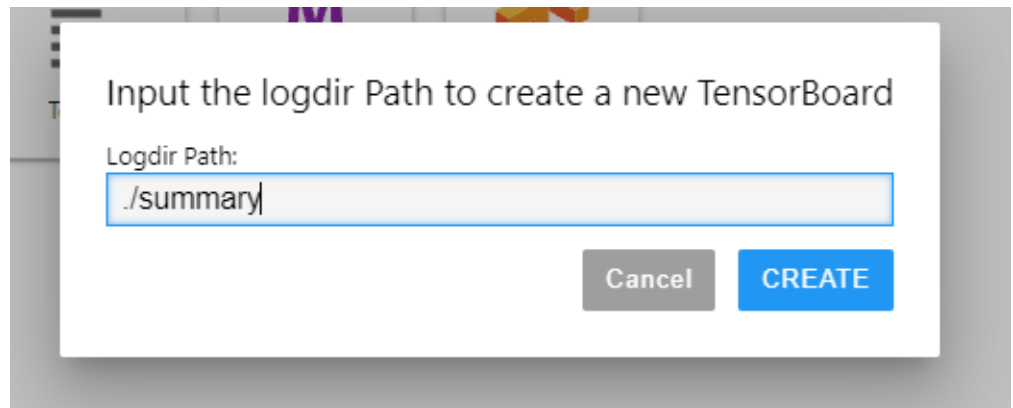 Input the logdir Path to create a new TensorBoard
Logdir Path:
./summary
Cancel CREATE